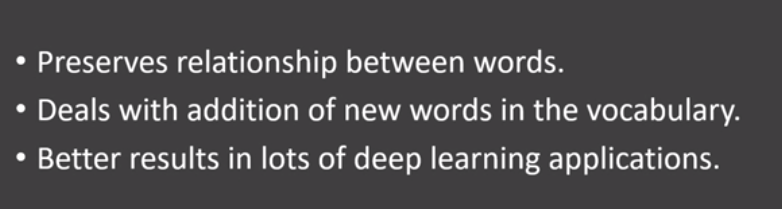 • Preserves relationship between words.
• Deals with addition of new words in the vocabulary.
• Better results in lots of deep learning applications.